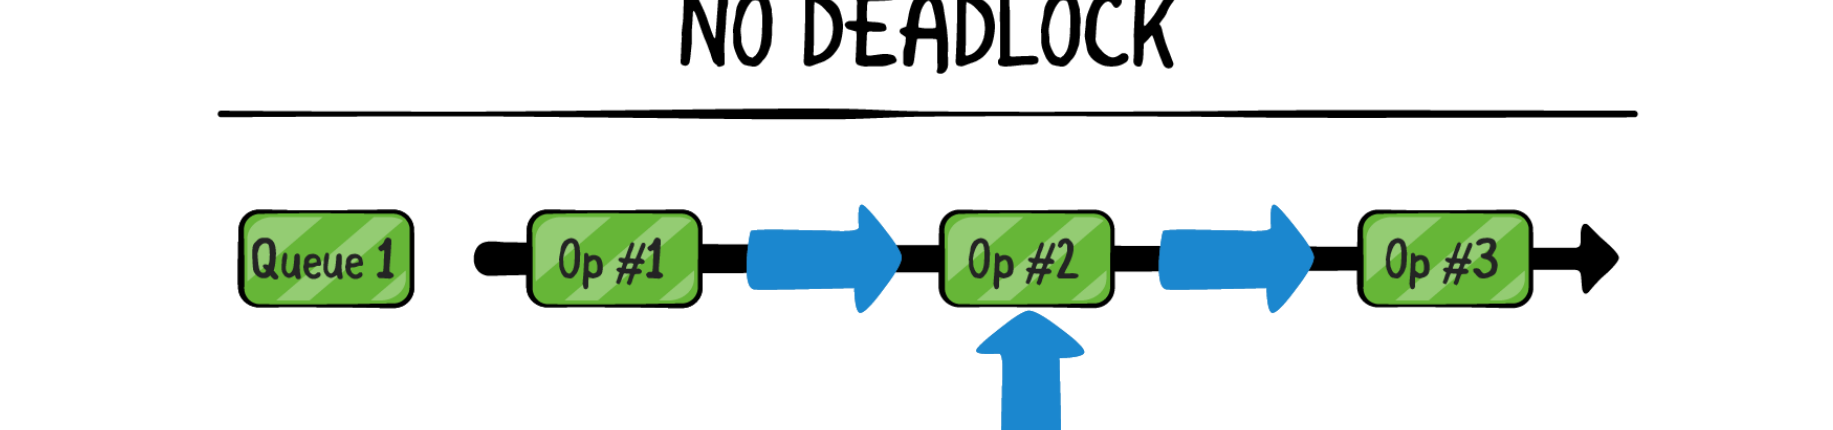 NO DEADLOCK
Queue 1
Op #1
Op #2
Op #3